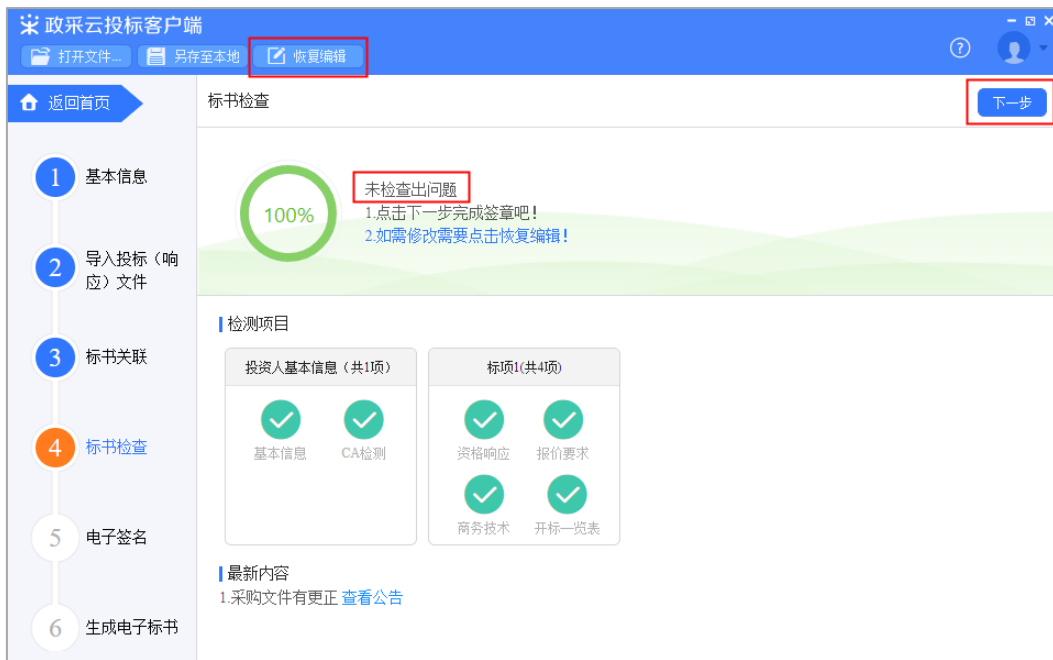 政采云投标客户端
打开文件... 另存至本地 恢复编辑
返回首页
标书检查
下一步
1 基本信息
2 导入投标（响
应）文件
3 标书关联
4 标书检查
5 电子签名
6 生成电子标书
100%
未检查出问题
1.点击下一步完成签章吧！
2.如需修改需要点击恢复编辑！
检测项目
投资人基本信息（共1项）
基本信息 CA检测
标项1(共4项)
资格响应 报价要求
商务技术 开标一览表
最新内容
1.采购文件有更正 查看公告